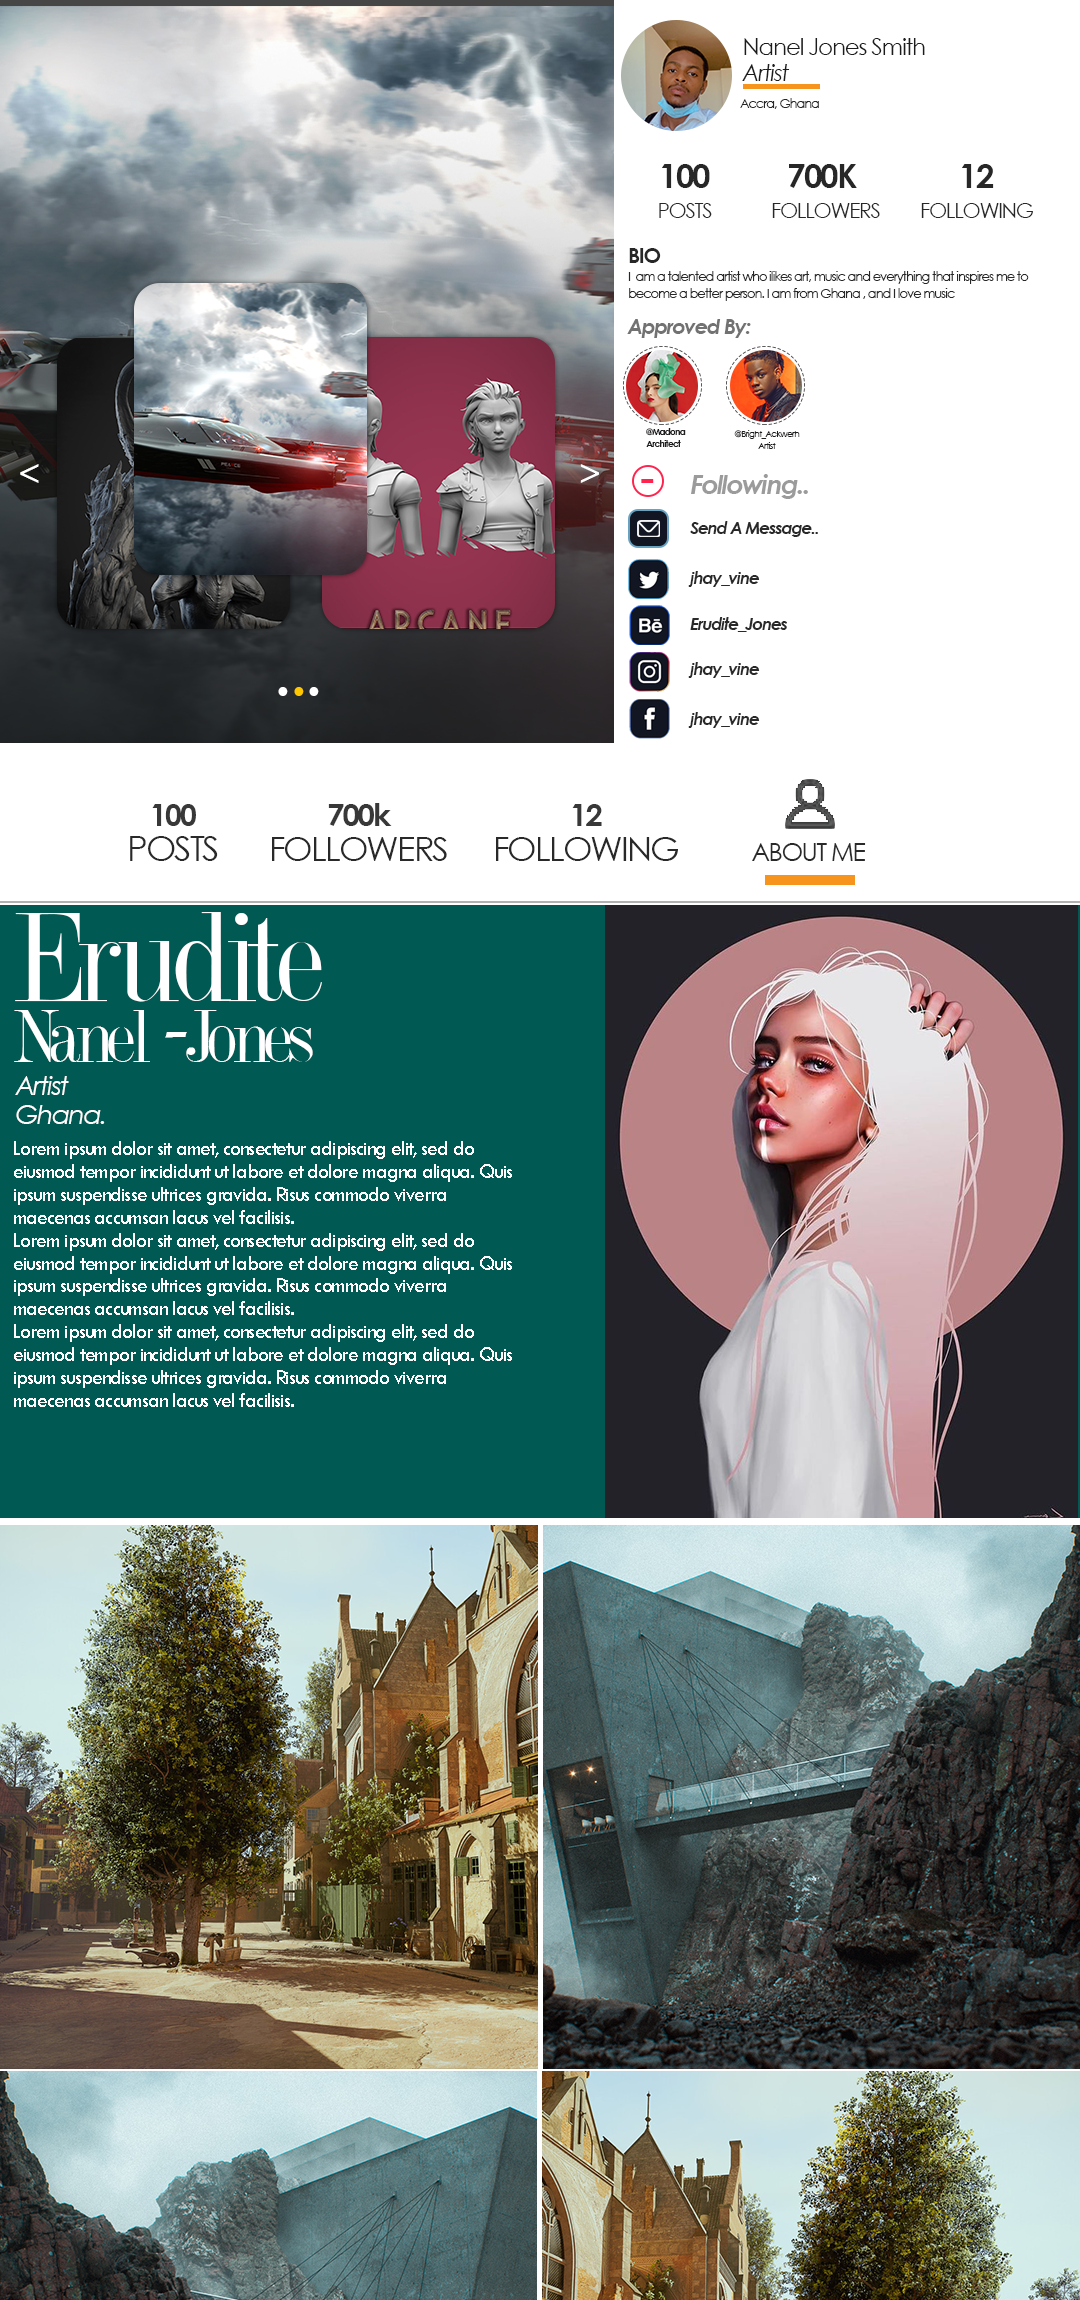 Nanel Jones Smith
Artist
Accra, Ghana
100
700K
12
POSTS
FOLLOWERS
FOLLOWING
BIO
I am a talented artist who ilikes art, music and everything that inspires me to
become a better person. I am from Ghana , and I love music
Approved By:
@Madona
Architect
@Bright_Ackwerh
Artist
Following..
Send A Message..
jhay_vine
Bē Erudite_Jones
jhay_vine
f jhay_vine
<
>
ARCANE
100
700k
12
POSTS
FOLLOWERS
FOLLOWING
ABOUT ME
Erudite
Nanel -Jones
Artist
Ghana.
Lorem ipsum dolor sit amet, consectetur adipiscing elit, sed do
eiusmod tempor incididunt ut labore et dolore magna aliqua. Quis
ipsum suspendisse ultrices gravida. Risus commodo viverra
maecenas accumsan lacus vel facilisis.
Lorem ipsum dolor sit amet, consectetur adipiscing elit, sed do
eiusmod tempor incididunt ut labore et dolore magna aliqua. Quis
ipsum suspendisse ultrices gravida. Risus commodo viverra
maecenas accumsan lacus vel facilisis.
Lorem ipsum dolor sit amet, consectetur adipiscing elit, sed do
eiusmod tempor incididunt ut labore et dolore magna aliqua. Quis
ipsum suspendisse ultrices gravida. Risus commodo viverra
maecenas accumsan lacus vel facilisis.